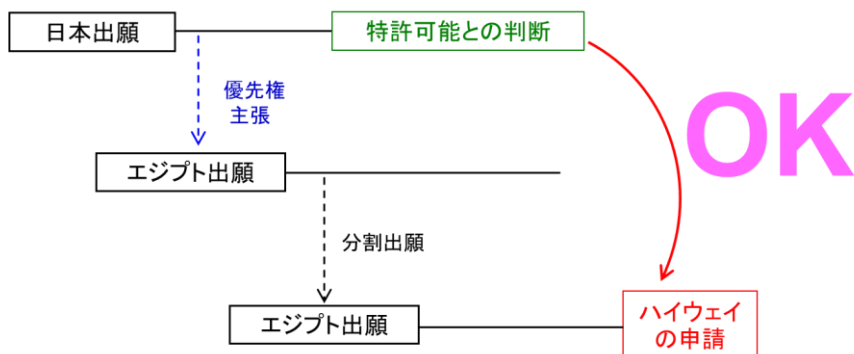 日本出願
特許可能との判断
優先権
主張
OK
エジプト出願
分割出願
エジプト出願
ハイウェイ
の申請